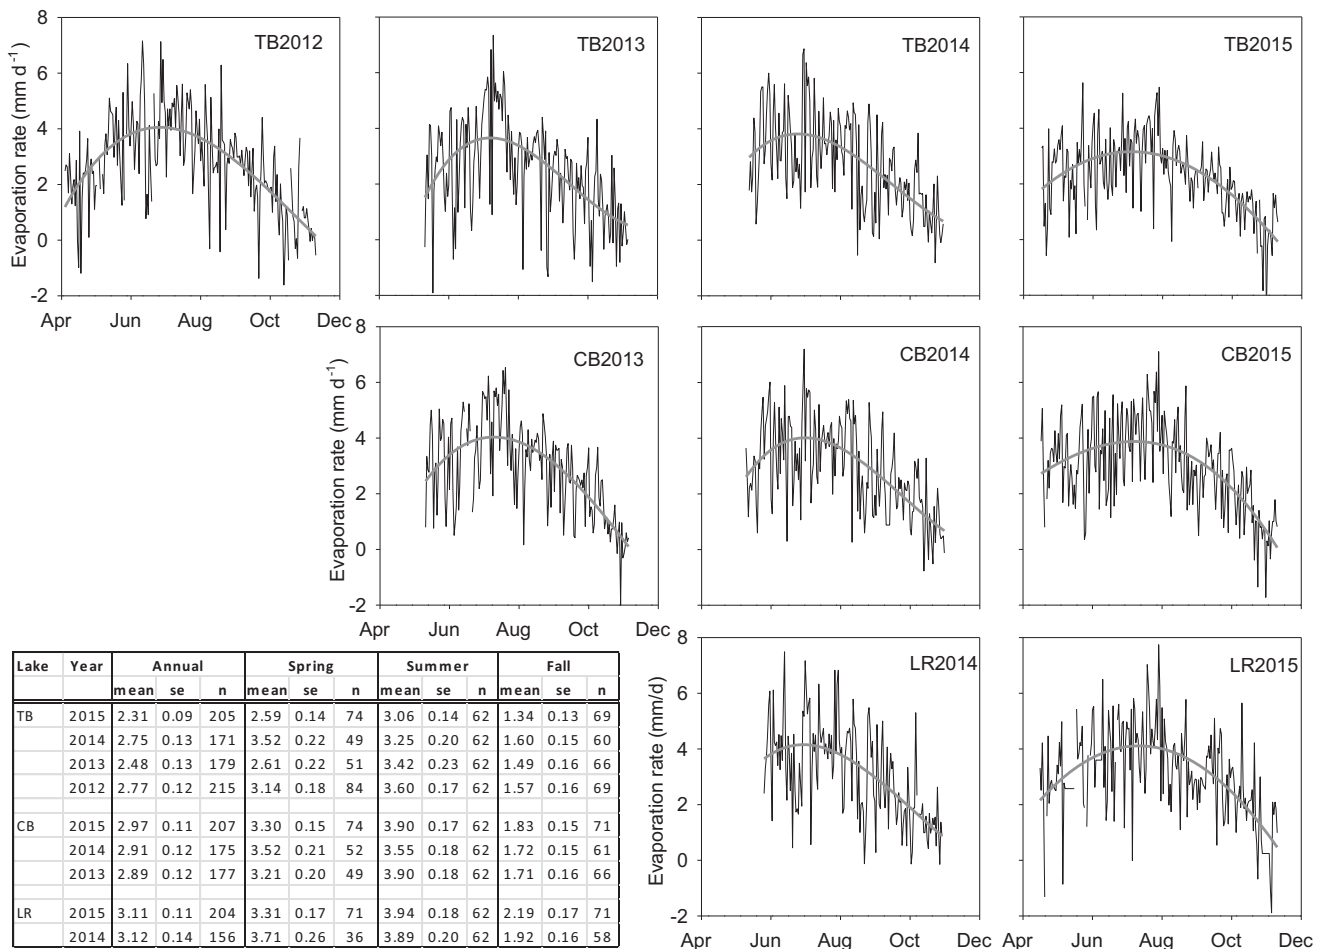 8
6
4
2
0
-2
Evaporation rate (mm d⁻¹)
TB2012
TB2013
TB2014
TB2015
Apr Jun Aug Oct Dec
8
6
4
2
0
-2
Evaporation rate (mm d⁻¹)
CB2013
CB2014
CB2015
Apr Jun Aug Oct Dec
Lake Year Annual Spring Summer Fall
mean se n mean se n mean se n mean se n
TB 2015 2.31 0.09 205 2.59 0.14 74 3.06 0.14 62 1.34 0.13 69
2014 2.75 0.13 171 3.52 0.22 49 3.25 0.20 62 1.60 0.15 60
2013 2.48 0.13 179 2.61 0.22 51 3.42 0.23 62 1.49 0.16 66
2012 2.77 0.12 215 3.14 0.18 84 3.60 0.17 62 1.57 0.16 69
CB 2015 2.97 0.11 207 3.30 0.15 74 3.90 0.17 62 1.83 0.15 71
2014 2.91 0.12 175 3.52 0.21 52 3.55 0.18 62 1.72 0.15 61
2013 2.89 0.12 177 3.21 0.20 49 3.90 0.18 62 1.71 0.16 66
LR 2015 3.11 0.11 204 3.31 0.17 71 3.94 0.18 62 2.19 0.17 71
2014 3.12 0.14 156 3.71 0.26 36 3.89 0.20 62 1.92 0.16 58
8
6
4
2
0
-2
Evaporation rate (mm/d)
LR2014
LR2015
Apr Jun Aug Oct Dec
Apr Jun Aug Oct Dec